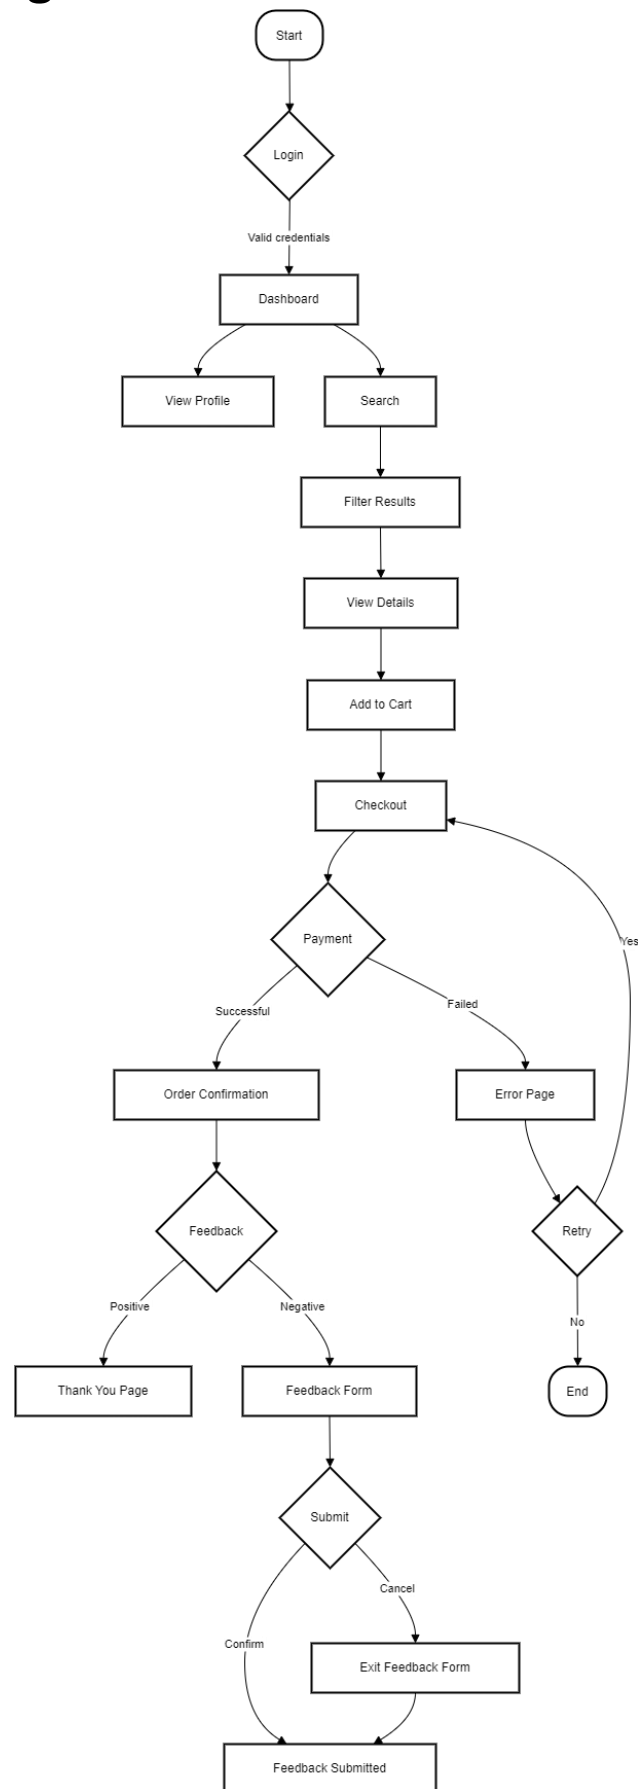 Start
Login
Valid credentials
Dashboard
View Profile
Search
Filter Results
View Details
Add to Cart
Checkout
Payment
Yes
Successful
Failed
Order Confirmation
Error Page
Feedback
Retry
Positive
Negative
No
Thank You Page
Feedback Form
End
Submit
Cancel
Confirm
Exit Feedback Form
Feedback Submitted